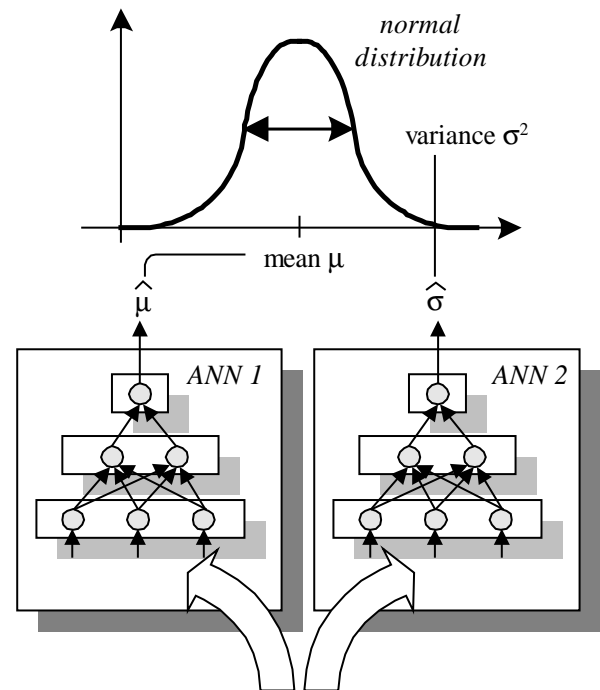 normal
distribution
variance σ²
mean μ
μ̂
σ̂
ANN 1
ANN 2